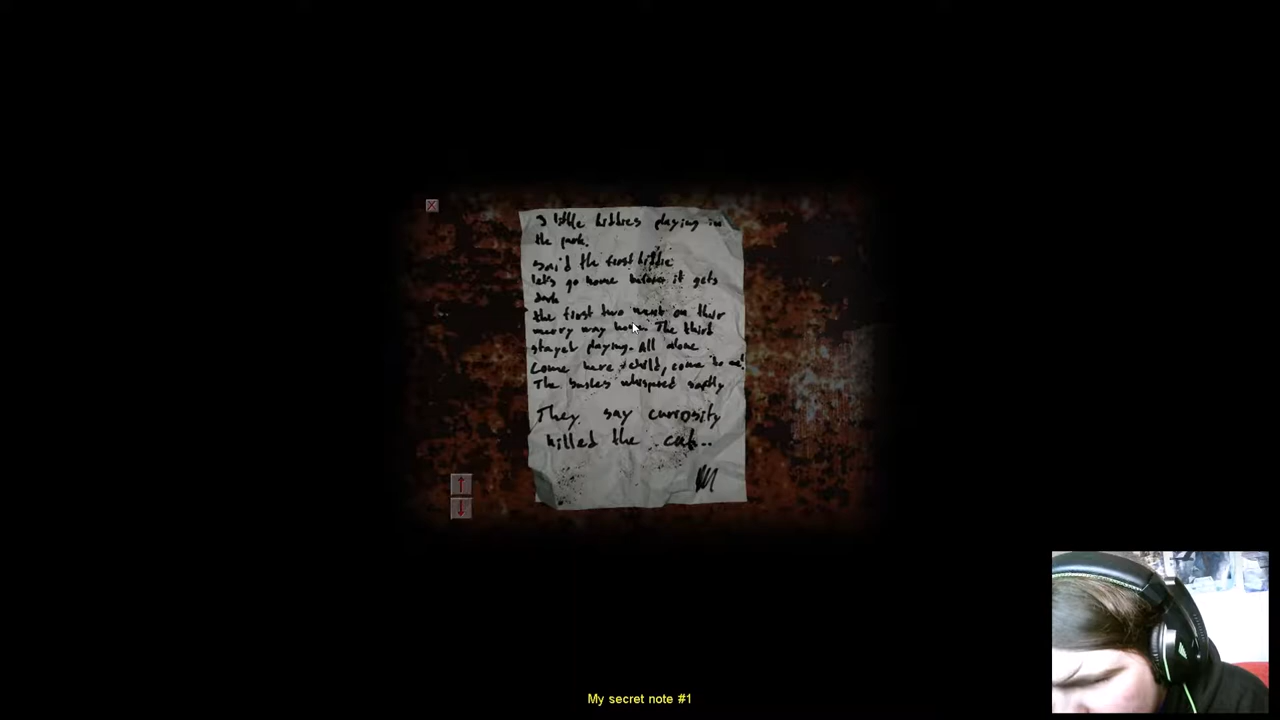 3 little kiddies playing in
the park.
said the first kiddie
let's go home before it gets
dark
the first two went on their
merry way home. The third
stayet playing. All alone
Come here child, come to me!
The bushes whispered softly
They say curiosity
killed the cat..
My secret note #1